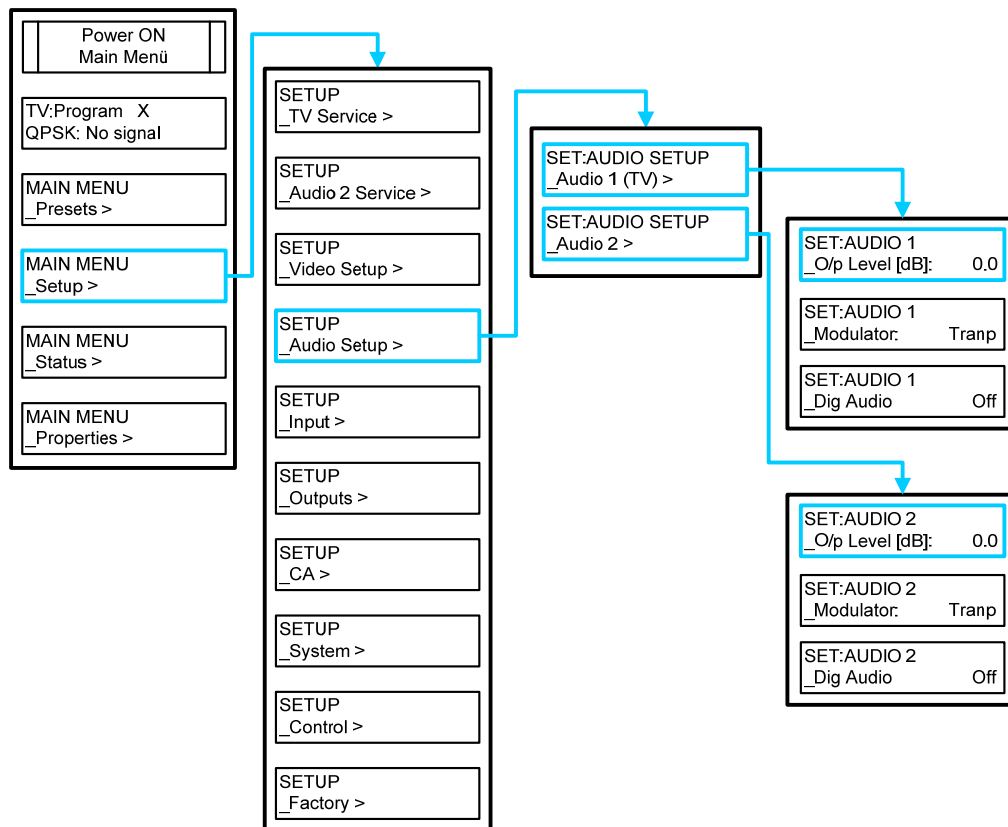 Power ON
Main Menü
TV:Program X
QPSK: No signal
MAIN MENU
_Presets >
MAIN MENU
_Setup >
MAIN MENU
_Status >
MAIN MENU
_Properties >
SETUP
_TV Service >
SETUP
_Audio 2 Service >
SETUP
_Video Setup >
SETUP
_Audio Setup >
SETUP
_Input >
SETUP
_Outputs >
SETUP
_CA >
SETUP
_System >
SETUP
_Control >
SETUP
_Factory >
SET:AUDIO SETUP
_Audio 1 (TV) >
SET:AUDIO SETUP
_Audio 2 >
SET:AUDIO 1
_O/p Level [dB]: 0.0
SET:AUDIO 1
_Modulator: Tranp
SET:AUDIO 1
_Dig Audio Off
SET:AUDIO 2
_O/p Level [dB]: 0.0
SET:AUDIO 2
_Modulator: Tranp
SET:AUDIO 2
_Dig Audio Off